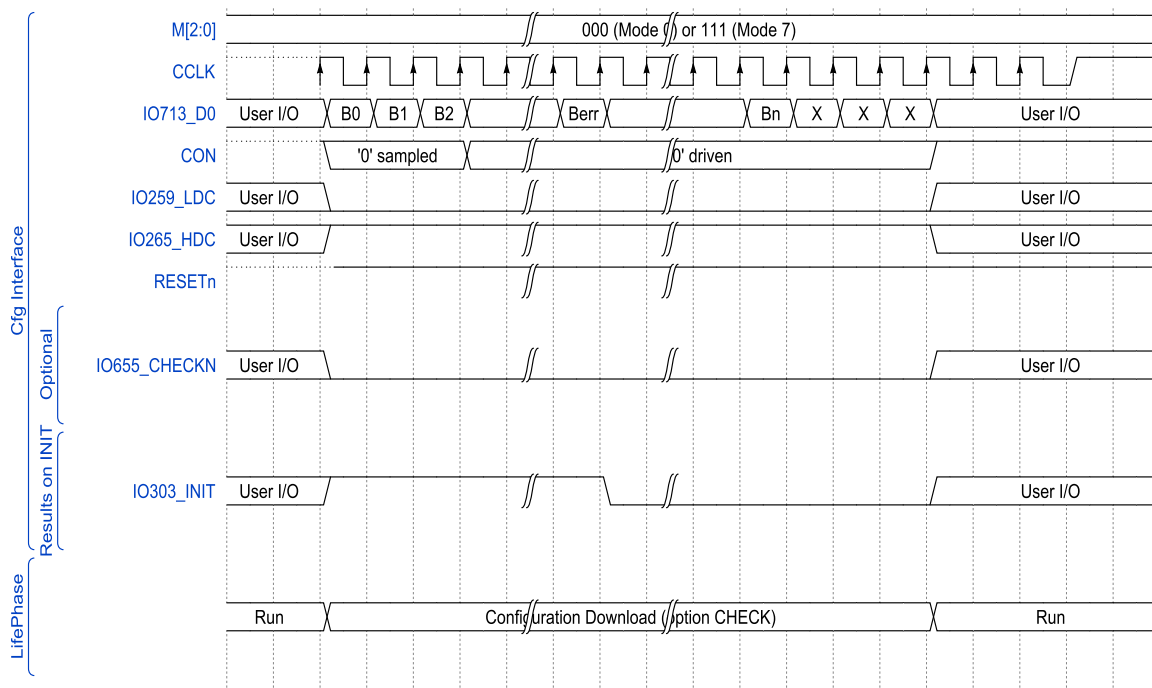 M[2:0] 000 (Mode 0) or 111 (Mode 7)
CCLK
IO713_D0 User I/O B0 B1 B2 Berr Bn X X X User I/O
CON '0' sampled 0' driven
IO259_LDC User I/O User I/O
IO265_HDC User I/O User I/O
RESETn
IO655_CHECKN User I/O User I/O
IO303_INIT User I/O User I/O
Run Configuration Download (option CHECK) Run
Cfg Interface
Optional
Results on INIT
LifePhase